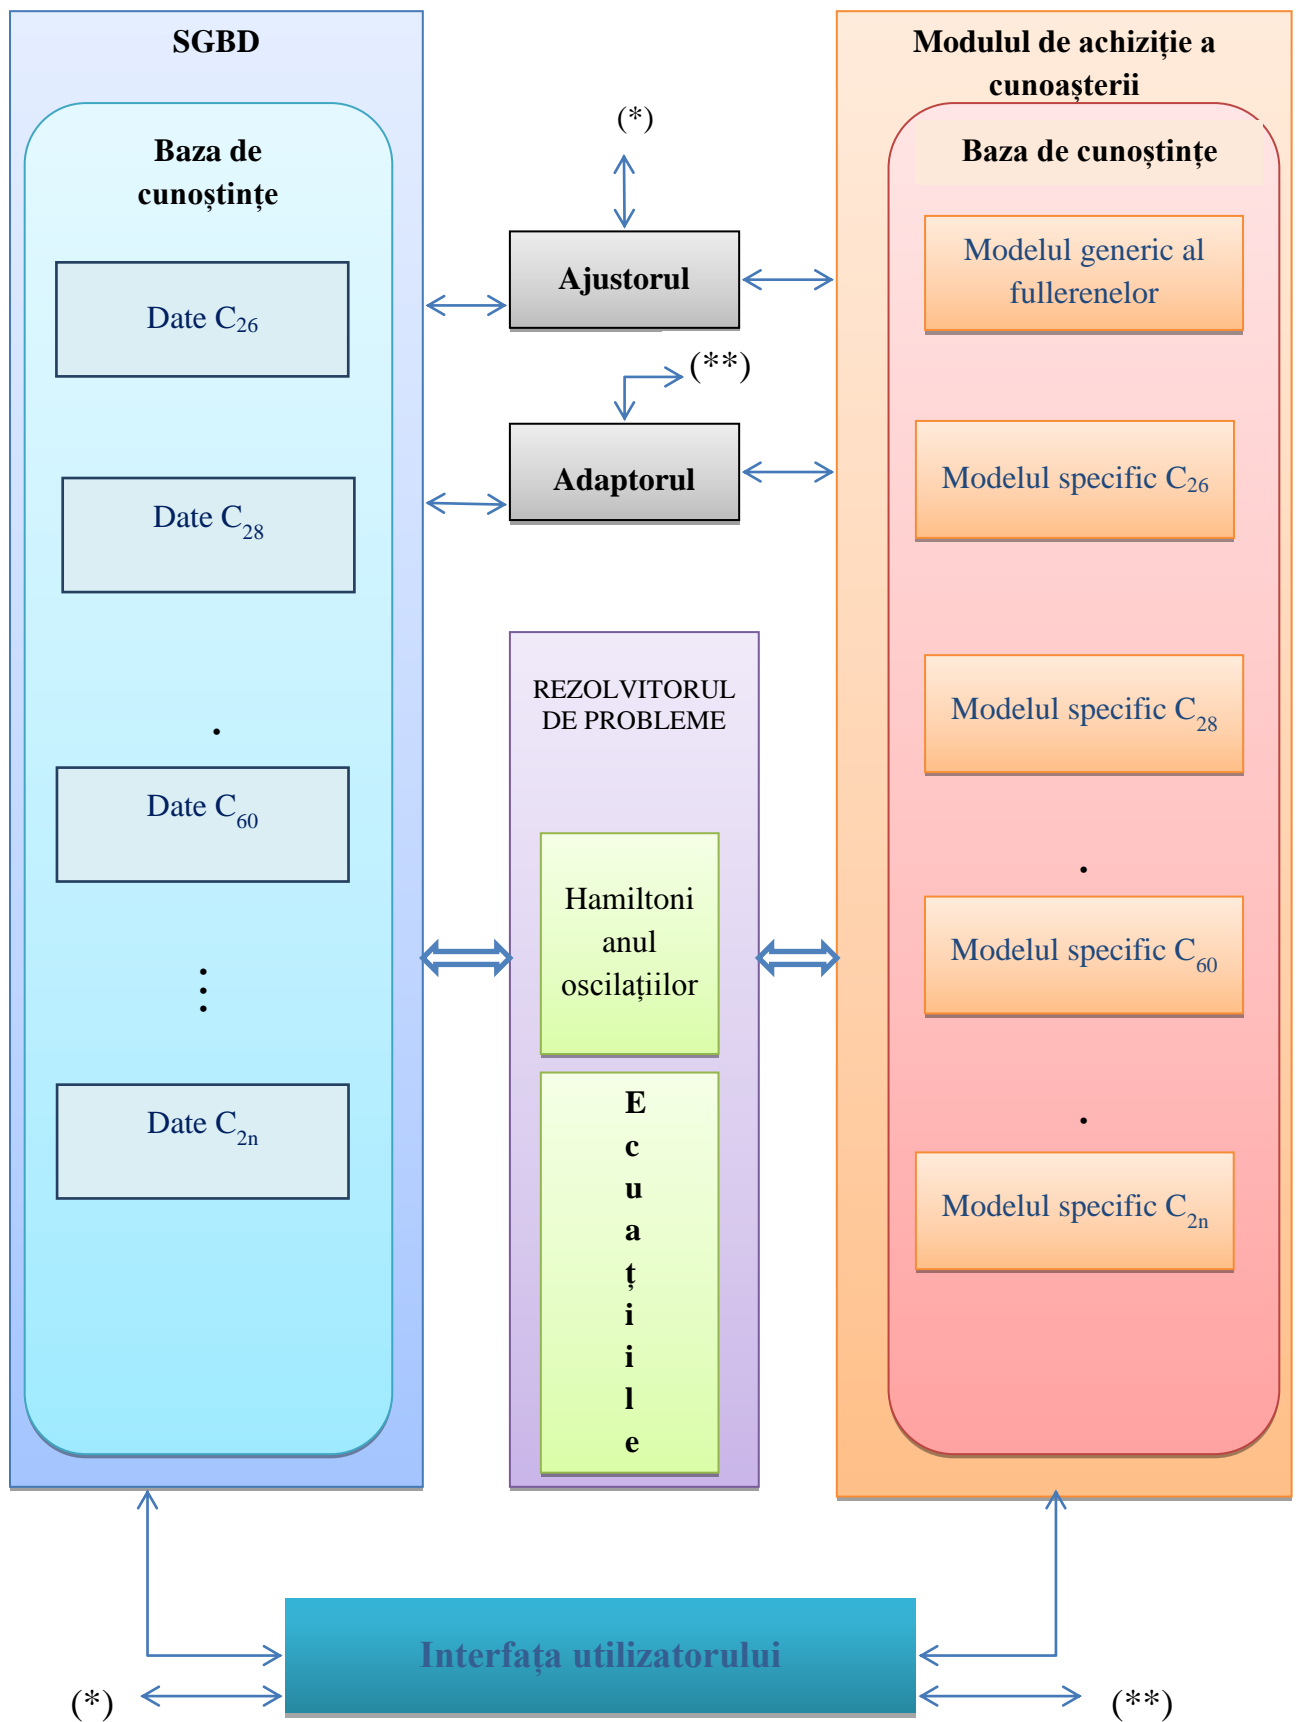 SGBD
Baza de
cunoștințe
Date C26
Date C28
.
Date C60
.
.
.
Date C2n
(*)
Ajustorul
(**)
Adaptorul
REZOLVITORUL
DE PROBLEME
Hamiltoni
anul
oscilațiilor
E
c
u
a
ț
i
i
l
e
Modulul de achiziție a
cunoașterii
Baza de cunoștințe
Modelul generic al
fullerenelor
Modelul specific C26
Modelul specific C28
.
Modelul specific C60
.
Modelul specific C2n
Interfața utilizatorului
(*)
(**)